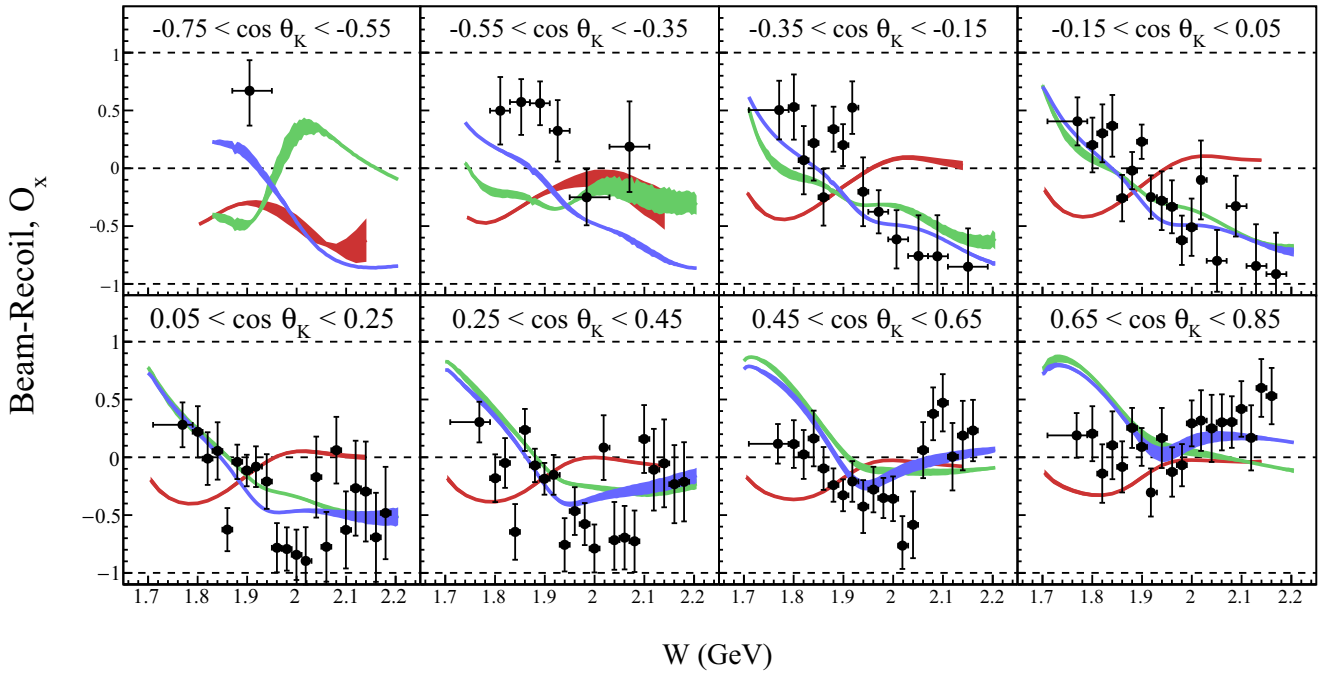 -0.75 < cos θK < -0.55
-0.55 < cos θK < -0.35
-0.35 < cos θK < -0.15
-0.15 < cos θK < 0.05
1
0.5
0
−0.5
−1
Beam-Recoil, Ox
0.05 < cos θK < 0.25
0.25 < cos θK < 0.45
0.45 < cos θK < 0.65
0.65 < cos θK < 0.85
1
0.5
0
−0.5
−1
1.7 1.8 1.9 2 2.1 2.2
1.7 1.8 1.9 2 2.1 2.2
1.7 1.8 1.9 2 2.1 2.2
1.7 1.8 1.9 2 2.1 2.2
W (GeV)